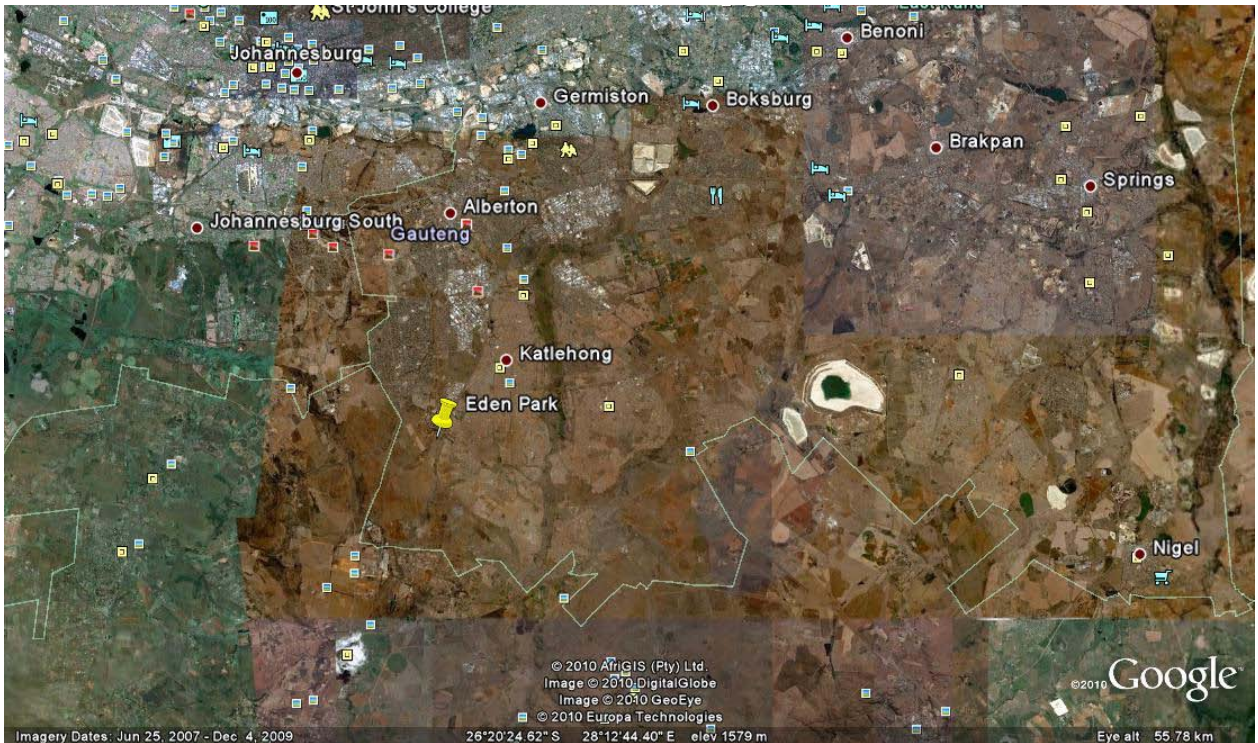 St John's College
East Rand
Johannesburg
Benoni
Germiston
Boksburg
Brakpan
Springs
Alberton
Johannesburg South
Gauteng
Katlehong
Eden Park
Nigel
© 2010 AfriGIS (Pty) Ltd.
Image © 2010 DigitalGlobe
Image © 2010 GeoEye
© 2010 Europa Technologies
©2010 Google
Imagery Dates: Jun 25, 2007 - Dec 4, 2009 26°20'24.62" S 28°12'44.40" E elev 1579 m Eye alt 55.78 km